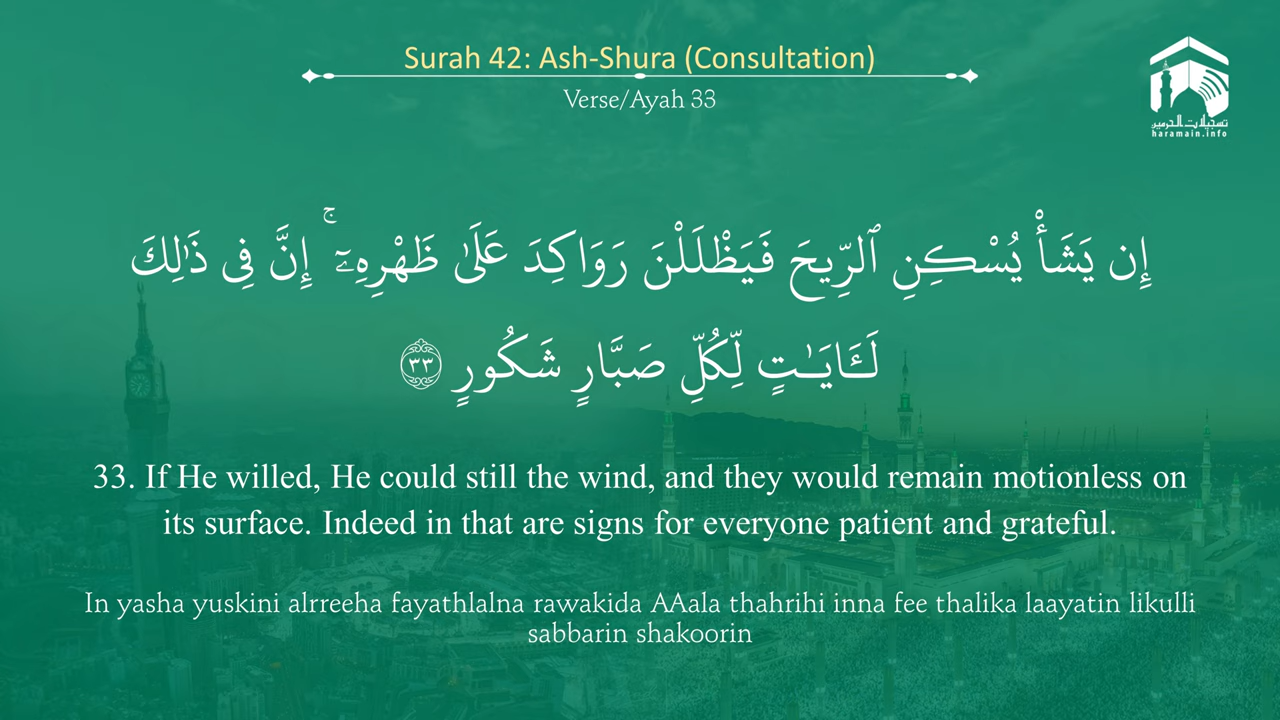 Surah 42: Ash-Shura (Consultation)
Verse/Ayah 33
تسجيلات الحرمين
haramain.info
إِن يَشَأْ يُسْكِنِ ٱلرِّيحَ فَيَظْلَلْنَ رَوَاكِدَ عَلَىٰ ظَهْرِهِۦٓ ۚ إِنَّ فِى ذَٰلِكَ
لَـَٔايَـٰتٍ لِّكُلِّ صَبَّارٍ شَكُورٍ ٣٣
33. If He willed, He could still the wind, and they would remain motionless on
its surface. Indeed in that are signs for everyone patient and grateful.
In yasha yuskini alrreeha fayathlalna rawakida AAala thahrihi inna fee thalika laayatin likulli
sabbarin shakoorin